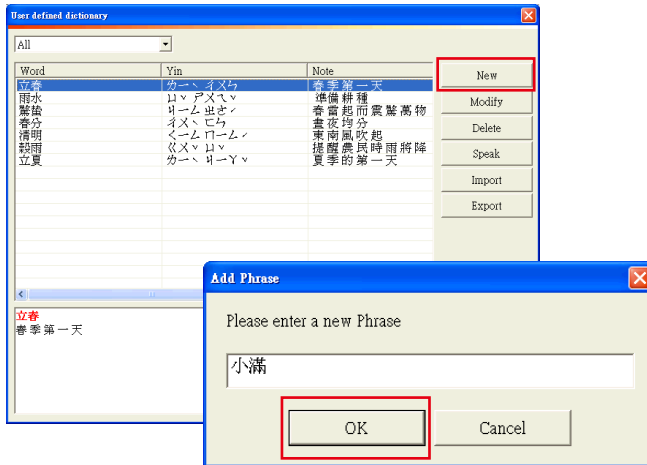 User defined dictionary
All
Word Yin Note
立春 ㄌㄧˋ ㄔㄨㄣ 春季第一天
雨水 ㄩˇ ㄕㄨㄟˇ 準備耕種
驚蟄 ㄐㄧㄥ ㄓㄜˊ 春雷起而震驚萬物
春分 ㄔㄨㄣ ㄈㄣ 晝夜均分
清明 ㄑㄧㄥ ㄇㄧㄥˊ 東南風吹起
穀雨 ㄍㄨˇ ㄩˇ 提醒農民時雨將降
立夏 ㄌㄧˋ ㄐㄧㄚˇ 夏季的第一天
New
Modify
Delete
Speak
Import
Export
立春
春季第一天
Add Phrase
Please enter a new Phrase
小滿
OK Cancel